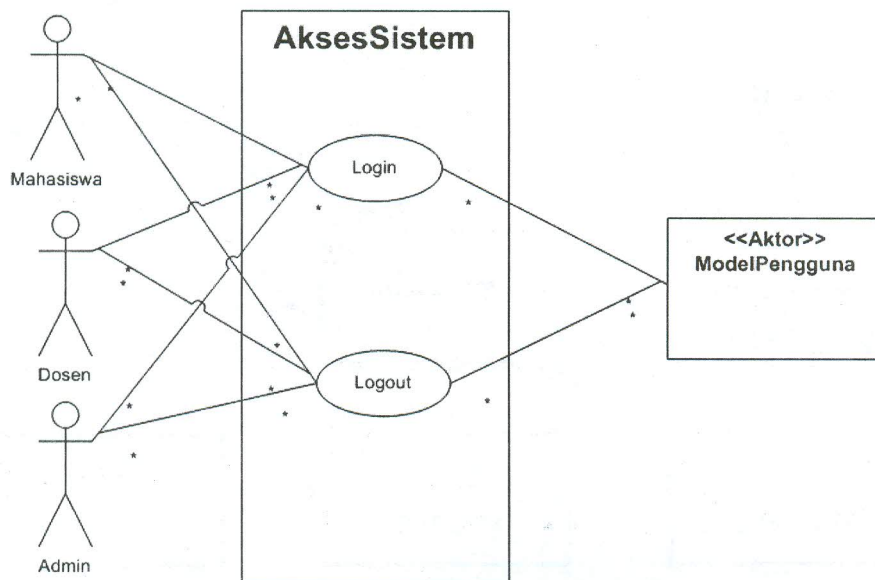 AksesSistem
Mahasiswa
Login
<<Aktor>>
ModelPengguna
Dosen
Logout
Admin